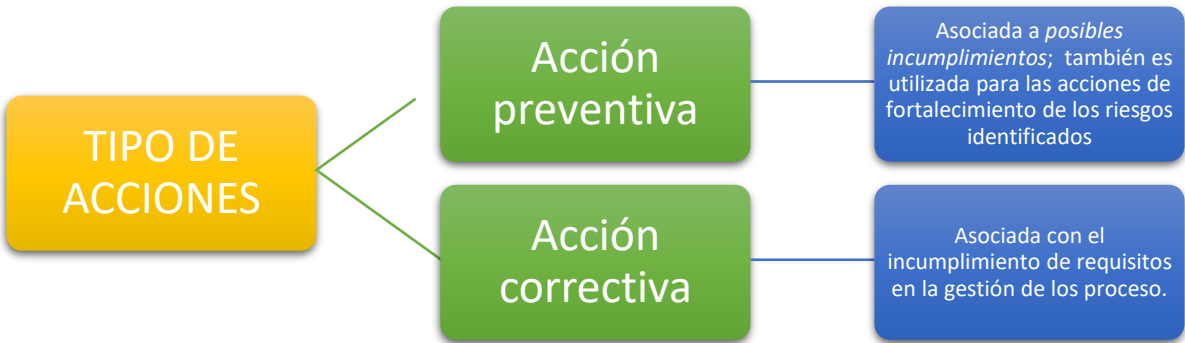 TIPO DE
ACCIONES
Acción
preventiva
Asociada a posibles
incumplimientos;  también es
utilizada para las acciones de
fortalecimiento de los riesgos
identificados
Acción
correctiva
Asociada con el
incumplimiento de requisitos
en la gestión de los proceso.